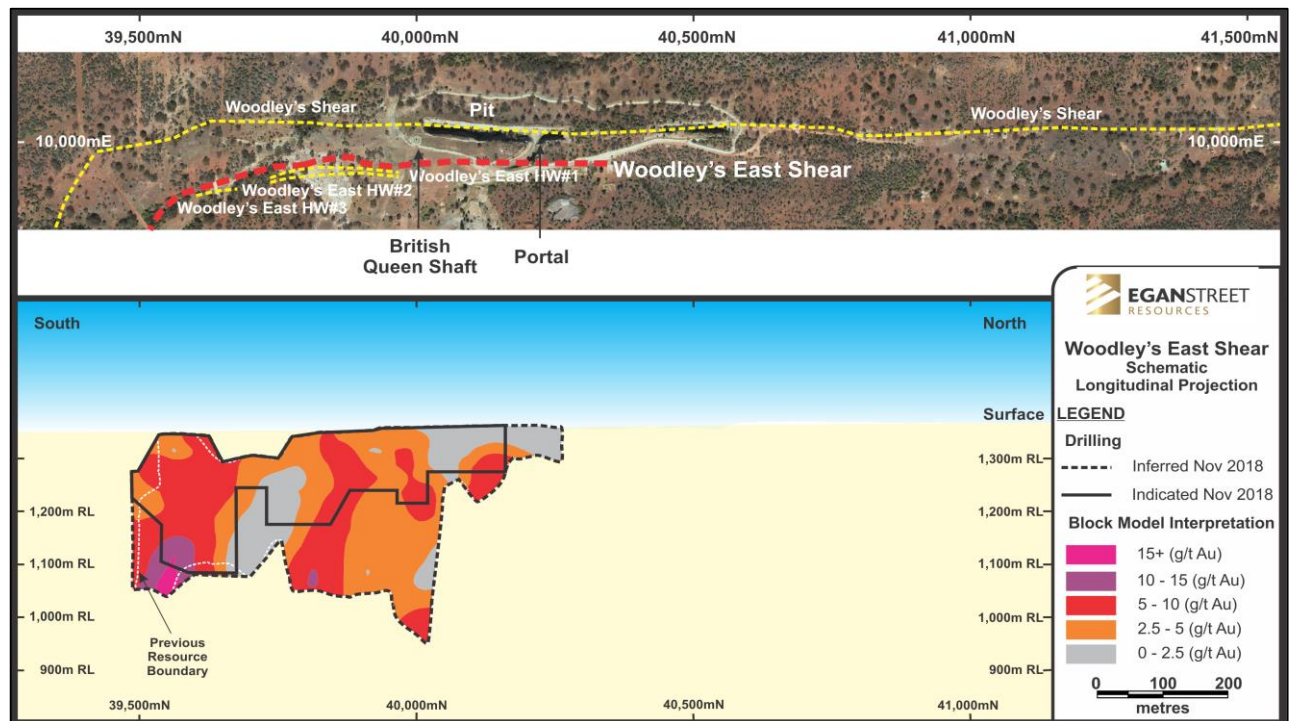 39,500mN 40,000mN 40,500mN 41,000mN 41,500mN
Woodley's Shear
Pit
Woodley's Shear
10,000mE
10,000mE
Woodley's East HW#1
Woodley's East Shear
Woodley's East HW#2
Woodley's East HW#3
British
Queen Shaft
Portal
South
North
Surface
1,300m RL
1,200m RL
1,200m RL
1,100m RL
1,100m RL
1,000m RL
1,000m RL
900m RL
900m RL
Previous
Resource
Boundary
39,500mN 40,000mN 40,500mN 41,000mN
EGANSTREET
RESOURCES
Woodley's East Shear
Schematic
Longitudinal Projection
LEGEND
Drilling
Inferred Nov 2018
Indicated Nov 2018
Block Model Interpretation
15+ (g/t Au)
10 - 15 (g/t Au)
5 - 10 (g/t Au)
2.5 - 5 (g/t Au)
0 - 2.5 (g/t Au)
0 100 200
metres